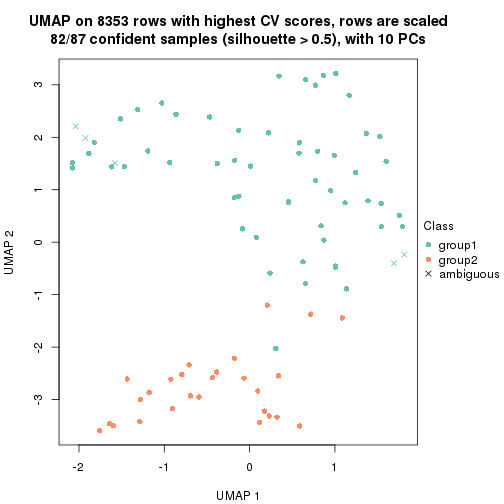 UMAP on 8353 rows with highest CV scores, rows are scaled
82/87 confident samples (silhouette > 0.5), with 10 PCs
3
2
1
0
-1
-2
-3
UMAP 2
-2
-1
0
1
UMAP 1
Class
group1
group2
ambiguous